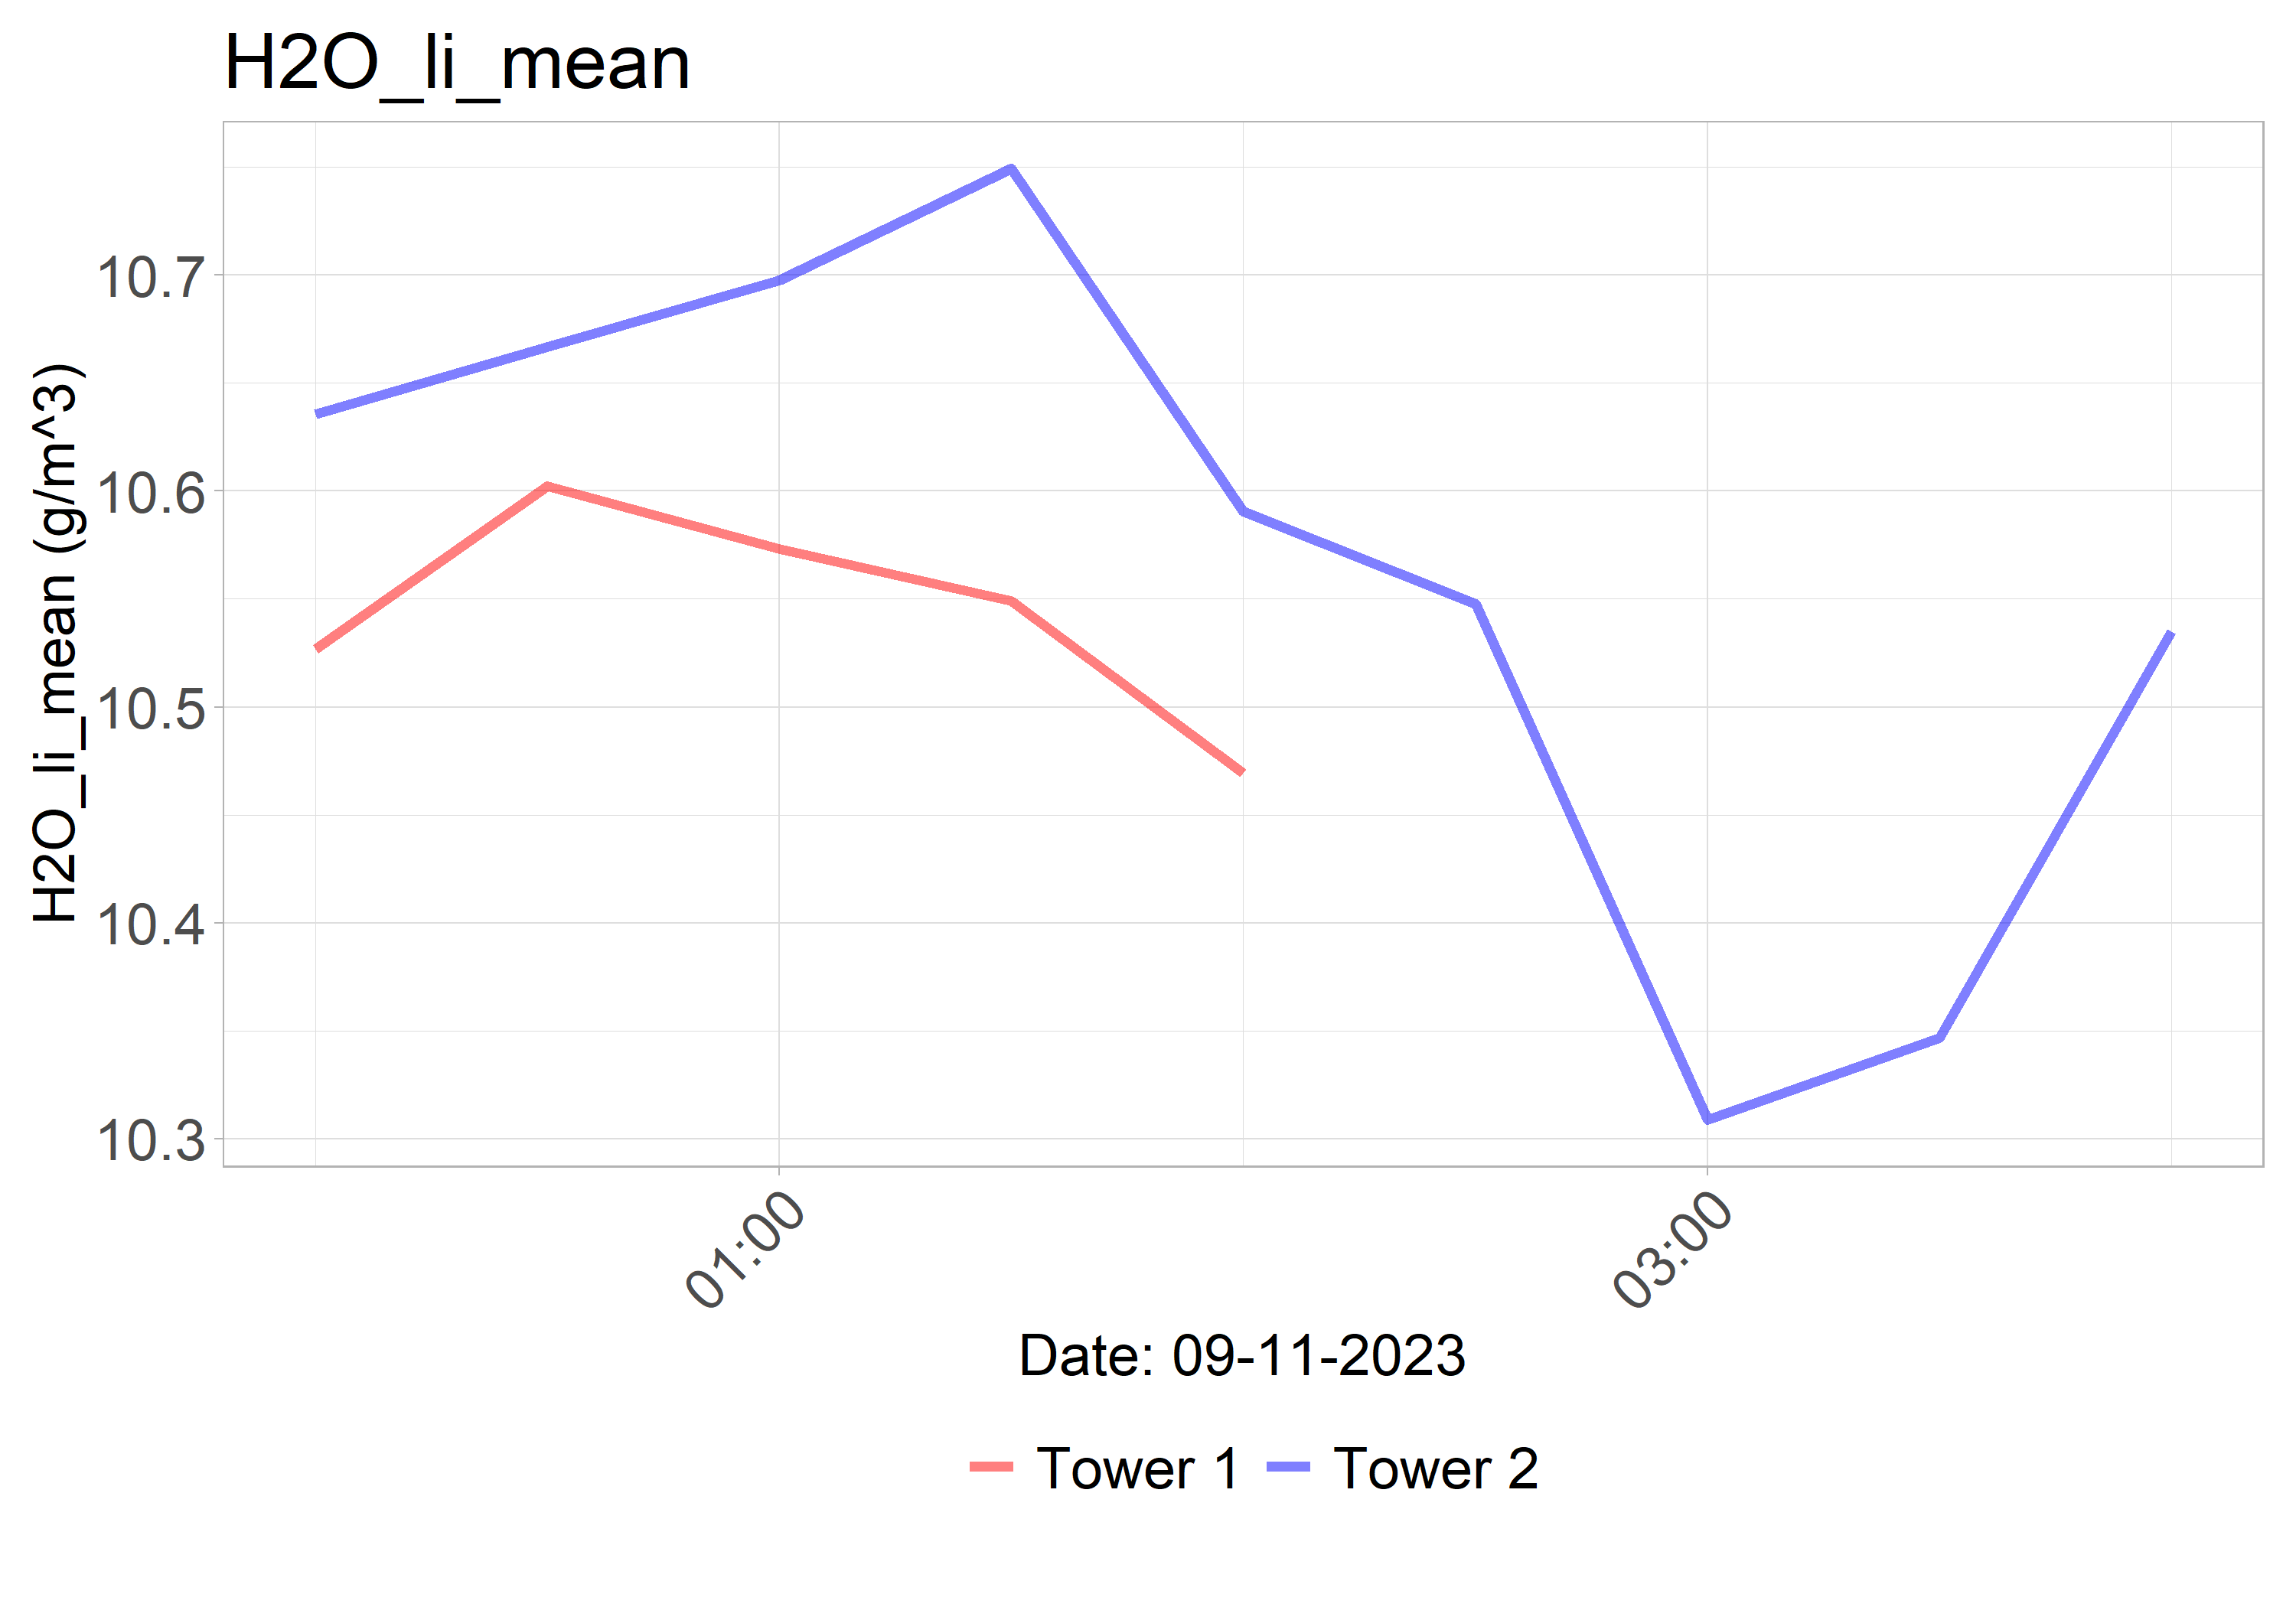 H2O_li_mean
H2O_li_mean (g/m^3)
10.7
10.6
10.5
10.4
10.3
01:00
03:00
Date: 09-11-2023
Tower 1
Tower 2